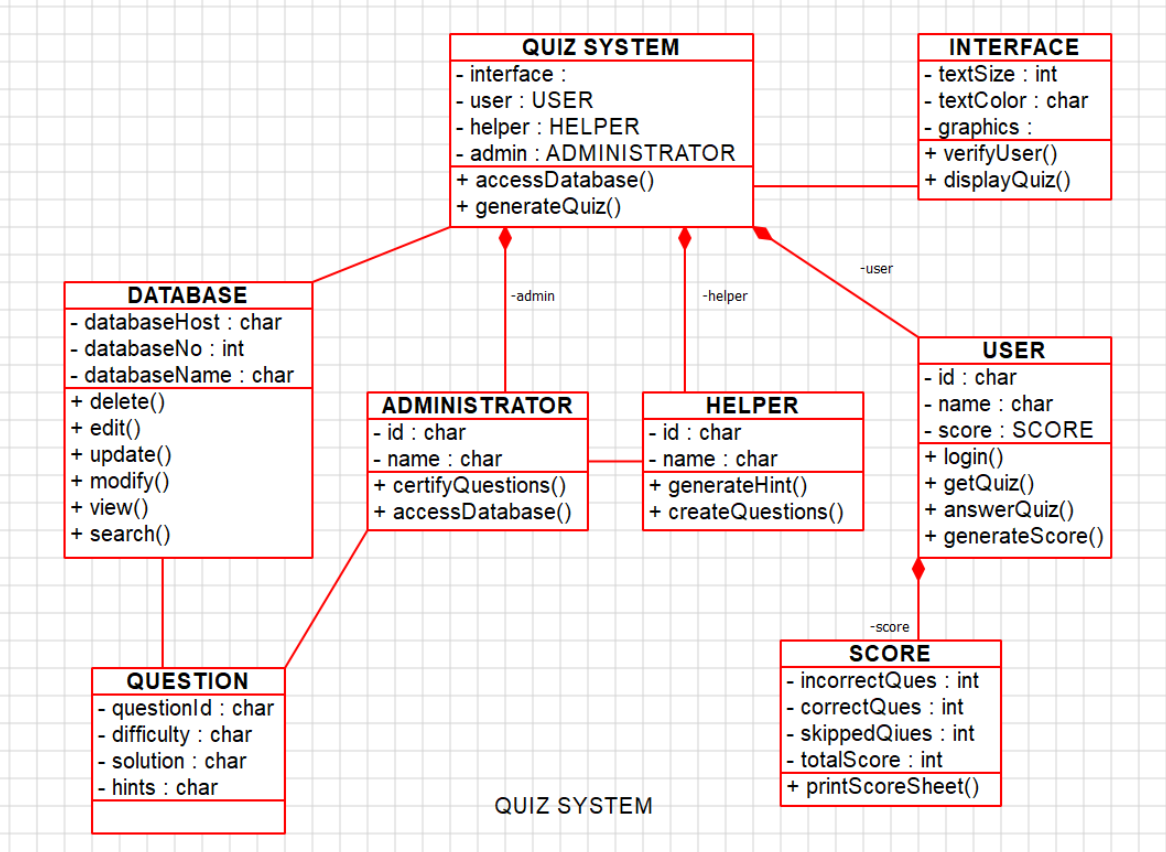 QUIZ SYSTEM
- interface :
- user : USER
- helper : HELPER
- admin : ADMINISTRATOR
+ accessDatabase()
+ generateQuiz()
INTERFACE
- textSize : int
- textColor : char
- graphics :
+ verifyUser()
+ displayQuiz()
-admin
-helper
-user
DATABASE
- databaseHost : char
- databaseNo : int
- databaseName : char
+ delete()
+ edit()
+ update()
+ modify()
+ view()
+ search()
ADMINISTRATOR
- id : char
- name : char
+ certifyQuestions()
+ accessDatabase()
HELPER
- id : char
- name : char
+ generateHint()
+ createQuestions()
USER
- id : char
- name : char
- score : SCORE
+ login()
+ getQuiz()
+ answerQuiz()
+ generateScore()
-score
QUESTION
- questionId : char
- difficulty : char
- solution : char
- hints : char
SCORE
- incorrectQues : int
- correctQues : int
- skippedQiues : int
- totalScore : int
+ printScoreSheet()
QUIZ SYSTEM